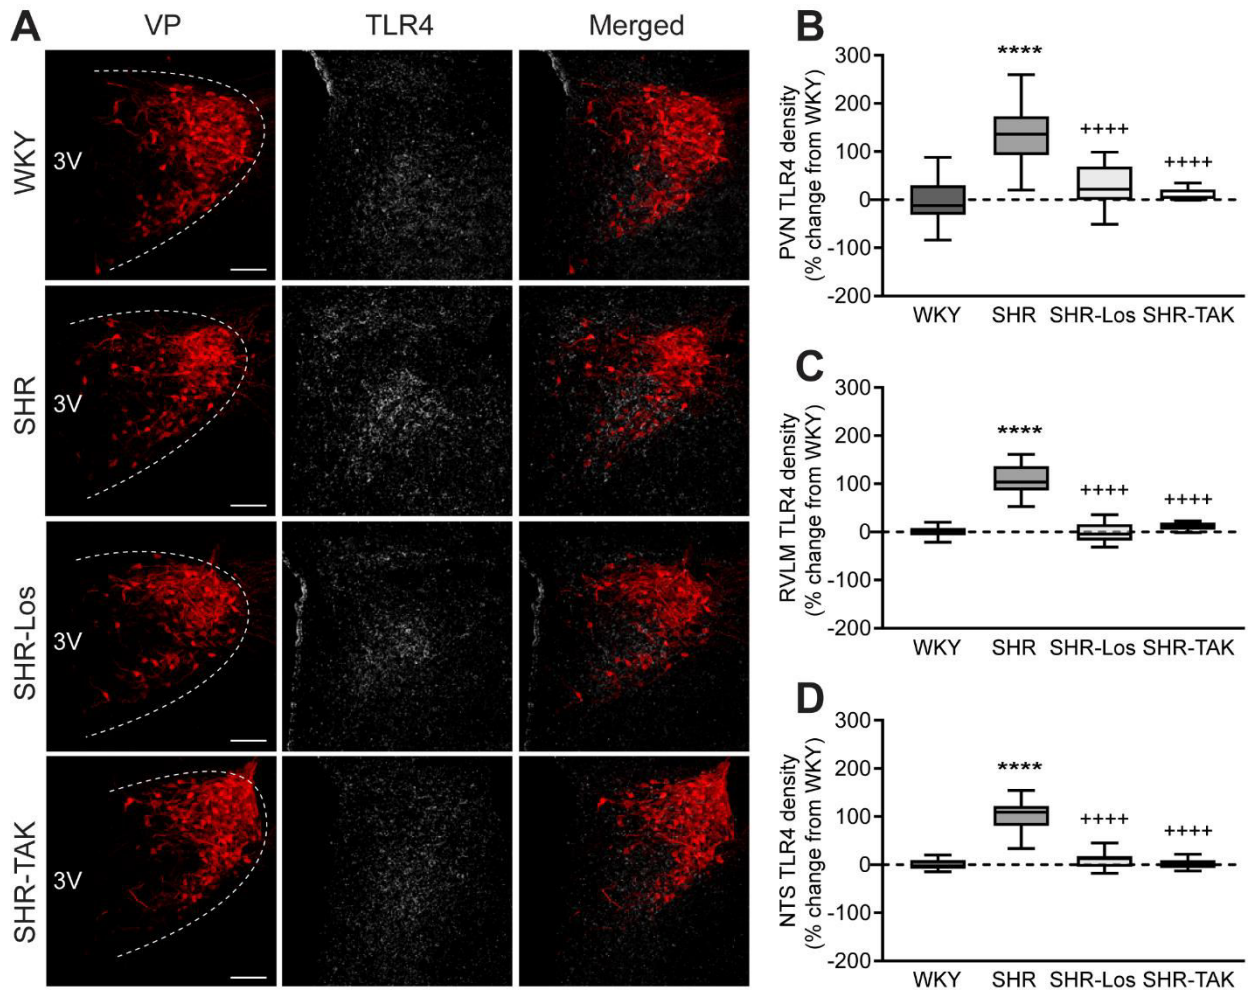 A
VP
TLR4
Merged
WKY
3V
SHR
3V
SHR-Los
3V
SHR-TAK
3V
B
PVN TLR4 density
(% change from WKY)
300
200
100
0
-100
-200
****
++++
++++
WKY
SHR
SHR-Los
SHR-TAK
C
RVLM TLR4 density
(% change from WKY)
300
200
100
0
-100
-200
****
++++
++++
WKY
SHR
SHR-Los
SHR-TAK
D
NTS TLR4 density
(% change from WKY)
300
200
100
0
-100
-200
****
++++
++++
WKY
SHR
SHR-Los
SHR-TAK